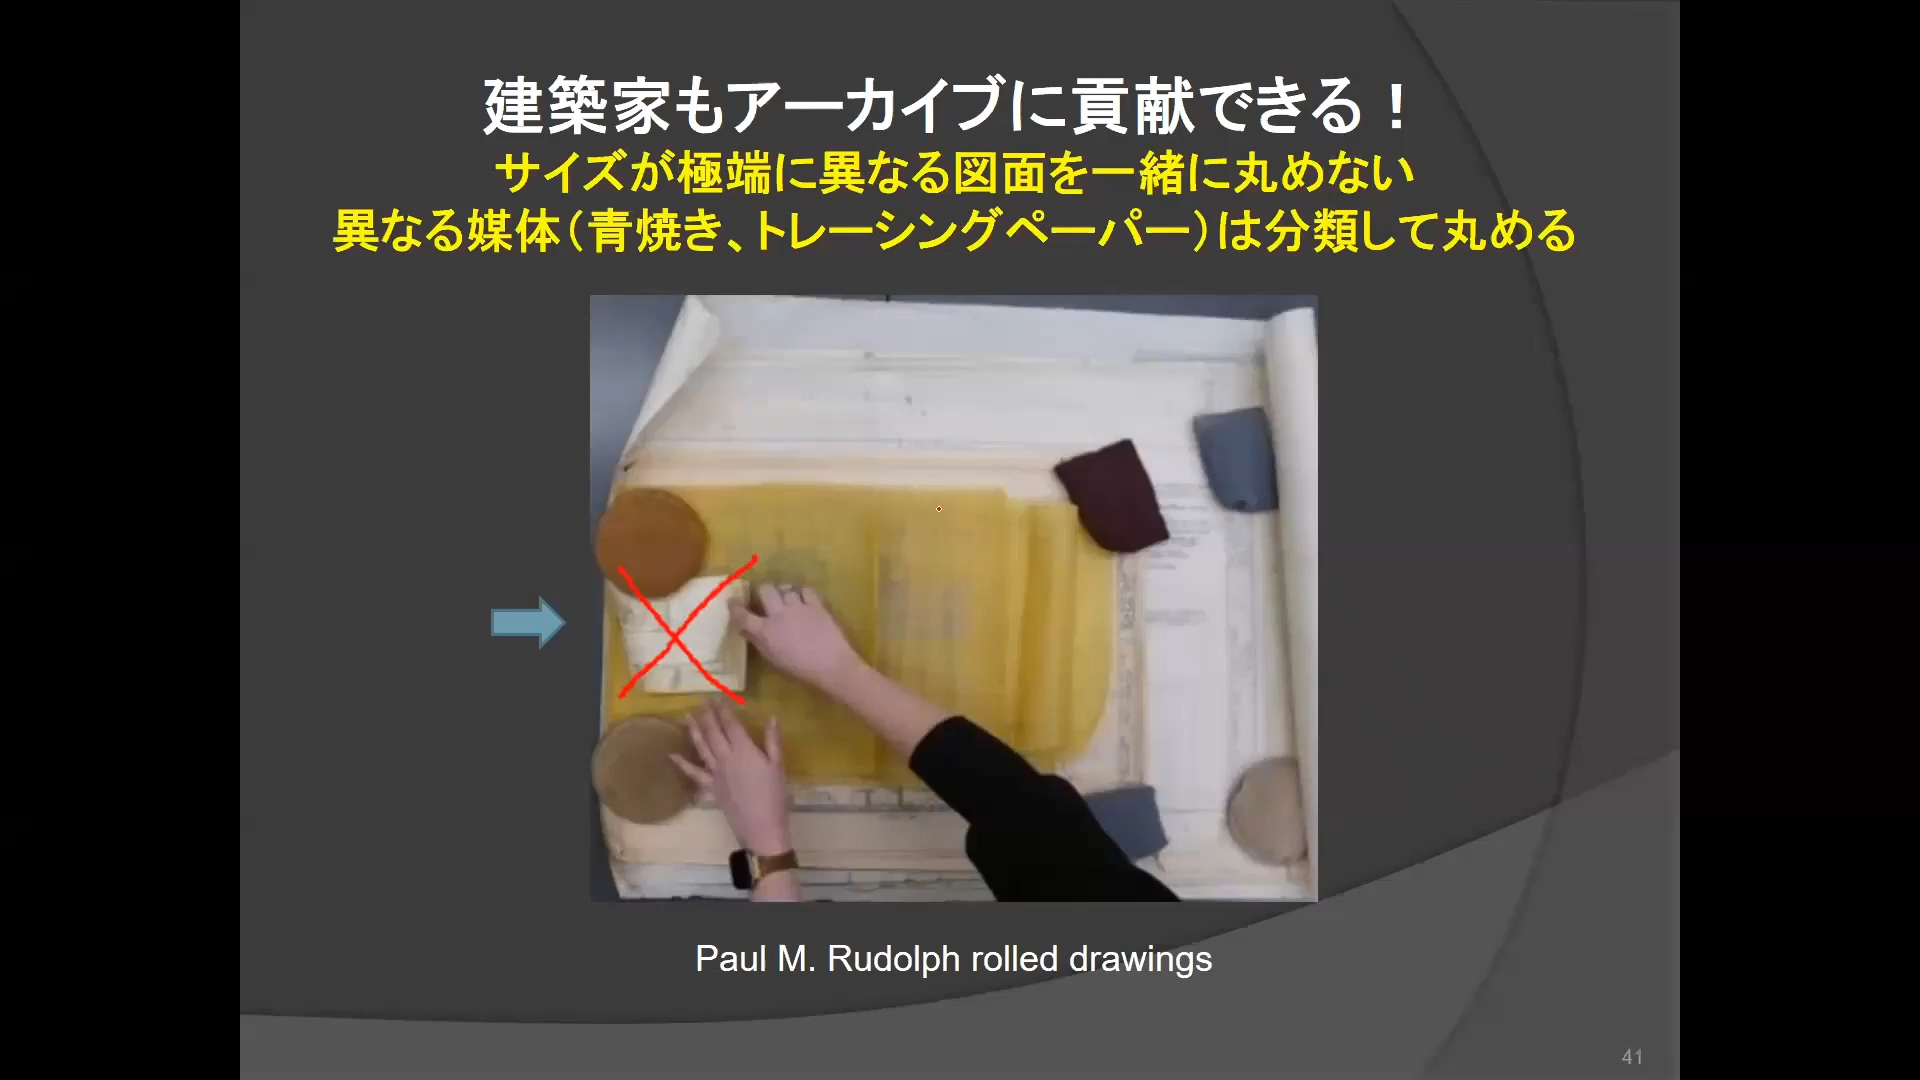 建築家もアーカイブに貢献できる！
サイズが極端に異なる図面を一緒に丸めない
異なる媒体（青焼き、トレーシングペーパー）は分類して丸める
Paul M. Rudolph rolled drawings
41